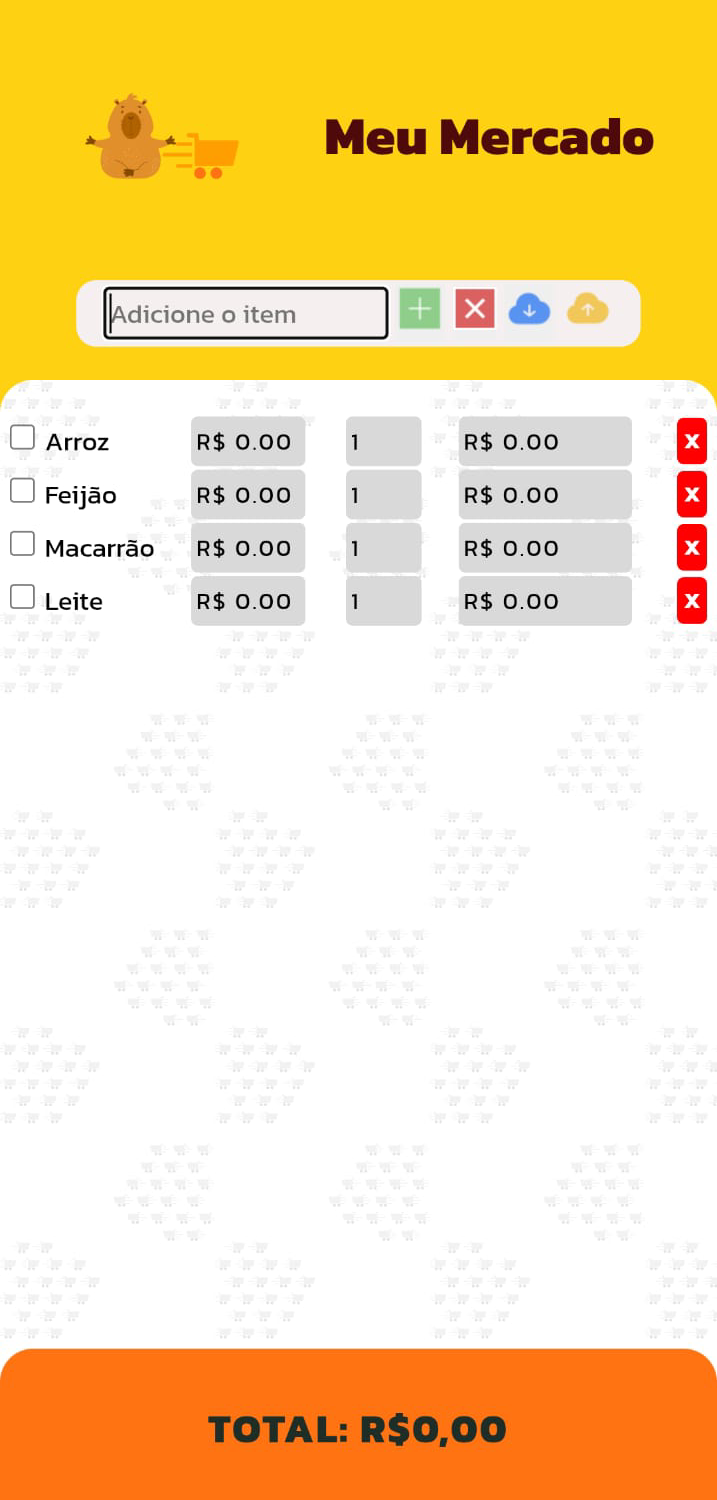 Meu Mercado
Adicione o item
Arroz R$ 0.00 1 R$ 0.00 X
Feijão R$ 0.00 1 R$ 0.00 X
Macarrão R$ 0.00 1 R$ 0.00 X
Leite R$ 0.00 1 R$ 0.00 X
TOTAL: R$0,00